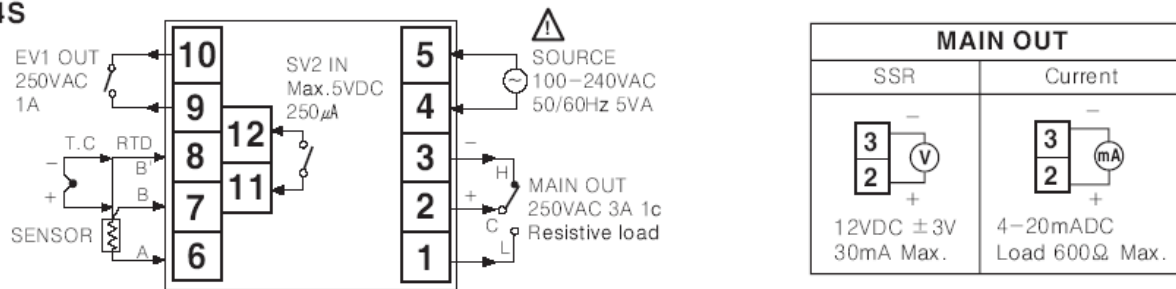 4S
EV1 OUT
250VAC
1A
10
9
8
7
6
12
11
SV2 IN
Max.5VDC
250㎂
T.C RTD
−
+
B'
B
A
SENSOR
5
4
3
2
1
⚠
SOURCE
100−240VAC
50/60Hz 5VA
~
−
H
+
C
L
MAIN OUT
250VAC 3A 1c
Resistive load
MAIN OUT
SSR
Current
−
3
2
V
+
12VDC ±3V
30mA Max.
−
3
2
mA
+
4−20mADC
Load 600Ω Max.